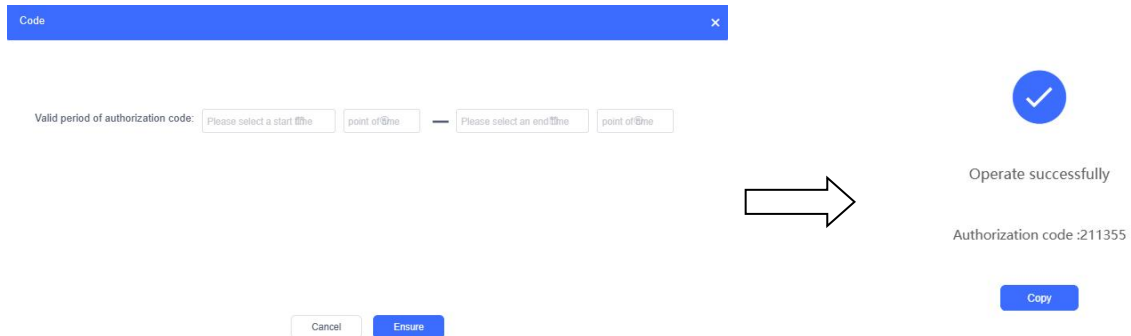 Code
Valid period of authorization code: Please select a start time point of time — Please select an end time point of time
Cancel Ensure
Operate successfully
Authorization code :211355
Copy